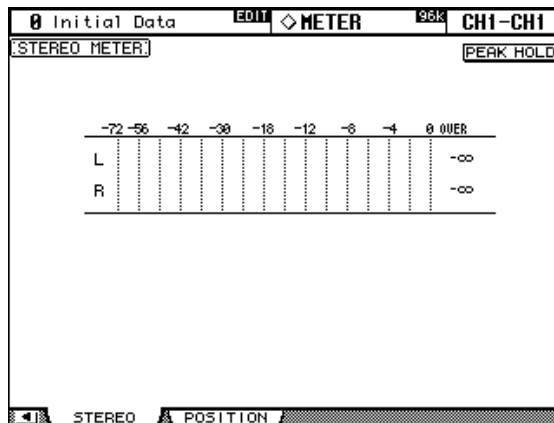 0 Initial Data EDIT ◇METER 96k CH1-CH1
STEREO METER PEAK HOLD
-72 -56 -42 -30 -18 -12 -8 -4 0 OVER
L -∞
R -∞
STEREO POSITION